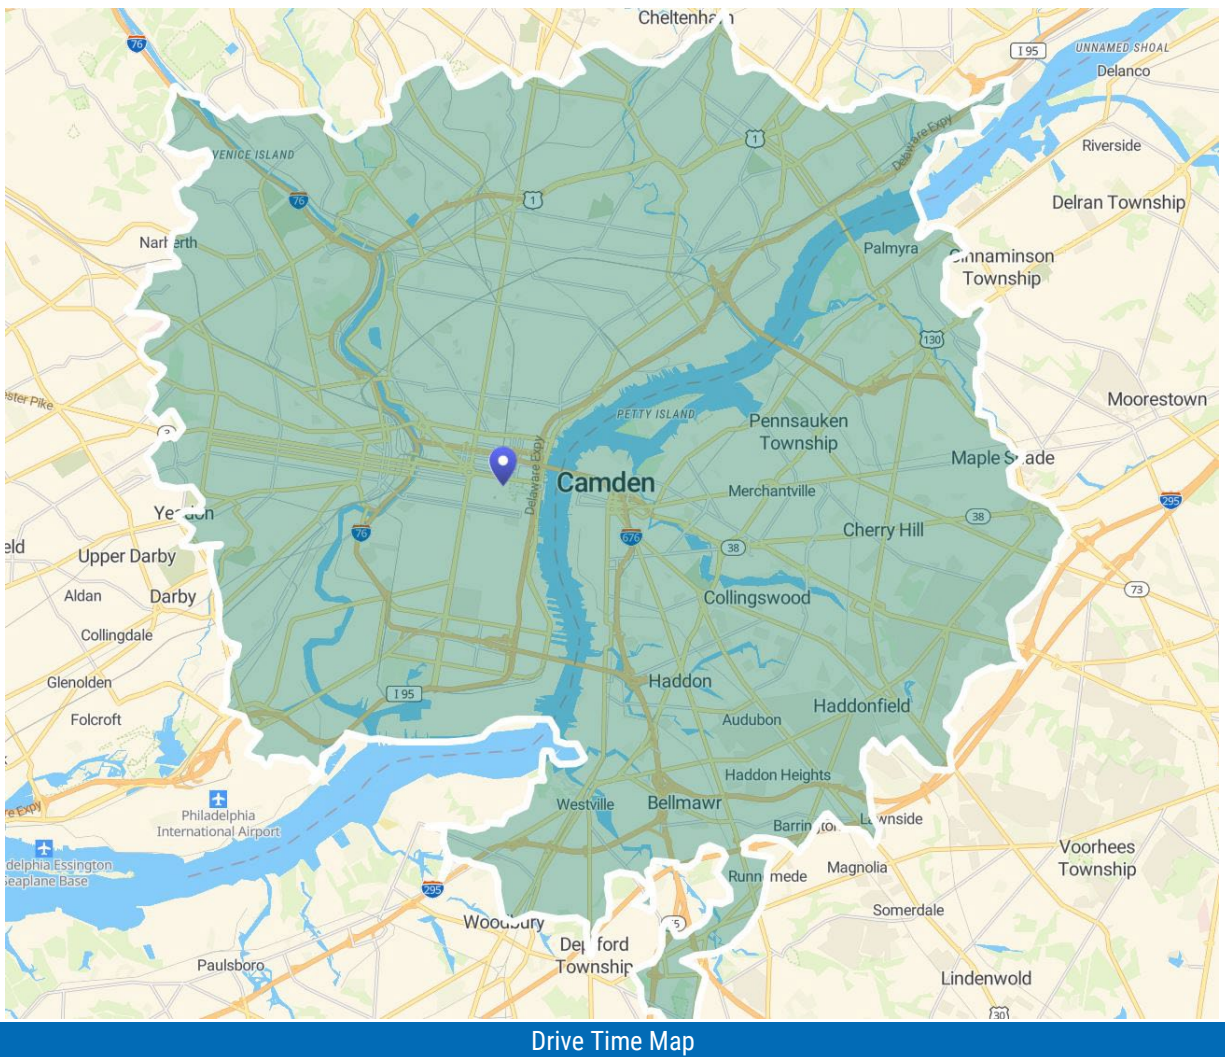 Cheltenham
76
I 95
UNNAMED SHOAL
Delanco
1
Delaware Expy
Riverside
VENICE ISLAND
76
1
Delran Township
Narberth
Palmyra
Cinnaminson
Township
130
Moorestown
PETTY ISLAND
Pennsauken
Township
Maple Shade
Delaware Expy
Camden
Merchantville
295
Yeadon
38
Cherry Hill
76
676
38
Upper Darby
73
Aldan
Darby
Collingswood
Collingdale
Glenolden
I 95
Haddon
Folcroft
Audubon
Haddonfield
Haddon Heights
Philadelphia
International Airport
Westville
Bellmawr
Barrington
Lawnside
Voorhees
Township
Magnolia
Runnemede
295
Somerdale
Woodbury
Deptford
Township
Paulsboro
Lindenwold
30
Drive Time Map